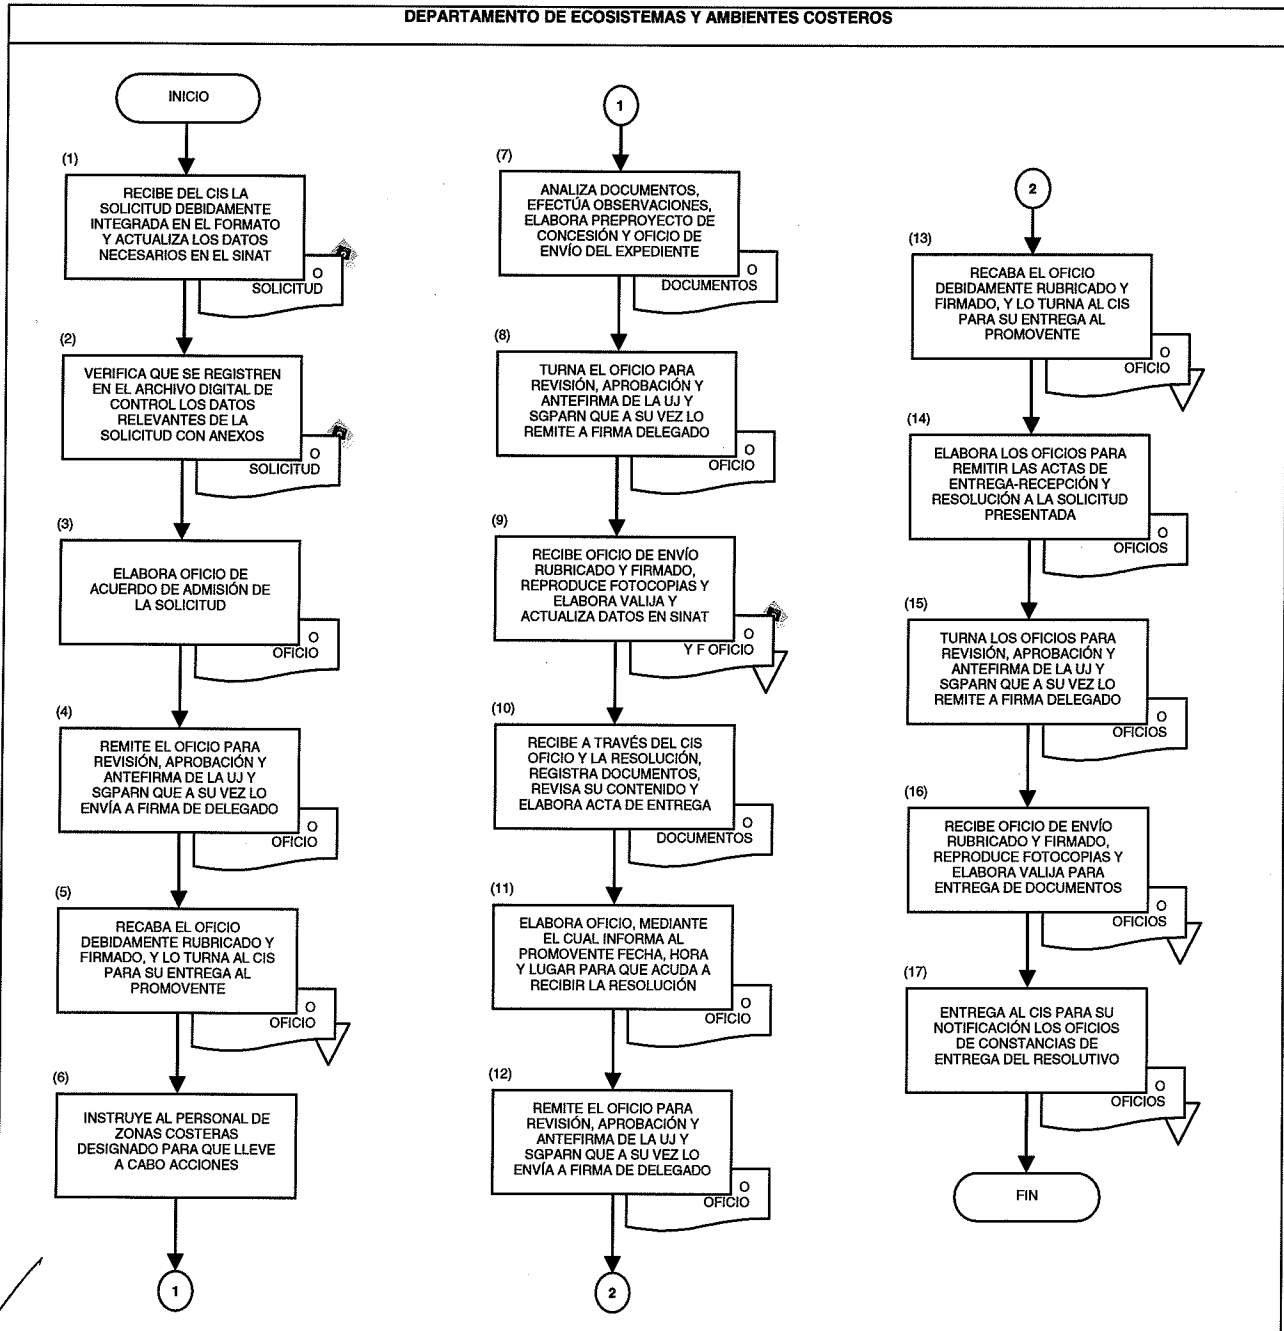 DEPARTAMENTO DE ECOSISTEMAS Y AMBIENTES COSTEROS
INICIO
(1)
RECIBE DEL CIS LA
SOLICITUD DEBIDAMENTE
INTEGRADA EN EL FORMATO
Y ACTUALIZA LOS DATOS
NECESARIOS EN EL SINAT
O
SOLICITUD
(2)
VERIFICA QUE SE REGISTREN
EN EL ARCHIVO DIGITAL DE
CONTROL LOS DATOS
RELEVANTES DE LA
SOLICITUD CON ANEXOS
O
SOLICITUD
(3)
ELABORA OFICIO DE
ACUERDO DE ADMISIÓN DE
LA SOLICITUD
O
OFICIO
(4)
REMITE EL OFICIO PARA
REVISIÓN, APROBACIÓN Y
ANTEFIRMA DE LA UJ Y
SGPARN QUE A SU VEZ LO
ENVÍA A FIRMA DE DELEGADO
O
OFICIO
(5)
RECABA EL OFICIO
DEBIDAMENTE RUBRICADO Y
FIRMADO, Y LO TURNA AL CIS
PARA SU ENTREGA AL
PROMOVENTE
O
OFICIO
(6)
INSTRUYE AL PERSONAL DE
ZONAS COSTERAS
DESIGNADO PARA QUE LLEVE
A CABO ACCIONES
1
1
(7)
ANALIZA DOCUMENTOS,
EFECTÚA OBSERVACIONES,
ELABORA PREPROYECTO DE
CONCESIÓN Y OFICIO DE
ENVÍO DEL EXPEDIENTE
O
DOCUMENTOS
(8)
TURNA EL OFICIO PARA
REVISIÓN, APROBACIÓN Y
ANTEFIRMA DE LA UJ Y
SGPARN QUE A SU VEZ LO
REMITE A FIRMA DELEGADO
O
OFICIO
(9)
RECIBE OFICIO DE ENVÍO
RUBRICADO Y FIRMADO,
REPRODUCE FOTOCOPIAS Y
ELABORA VALIJA Y
ACTUALIZA DATOS EN SINAT
O
Y F OFICIO
(10)
RECIBE A TRAVÉS DEL CIS
OFICIO Y LA RESOLUCIÓN,
REGISTRA DOCUMENTOS,
REVISA SU CONTENIDO Y
ELABORA ACTA DE ENTREGA
O
DOCUMENTOS
(11)
ELABORA OFICIO, MEDIANTE
EL CUAL INFORMA AL
PROMOVENTE FECHA, HORA
Y LUGAR PARA QUE ACUDA A
RECIBIR LA RESOLUCIÓN
O
OFICIO
(12)
REMITE EL OFICIO PARA
REVISIÓN, APROBACIÓN Y
ANTEFIRMA DE LA UJ Y
SGPARN QUE A SU VEZ LO
ENVÍA A FIRMA DE DELEGADO
O
OFICIO
2
2
(13)
RECABA EL OFICIO
DEBIDAMENTE RUBRICADO Y
FIRMADO, Y LO TURNA AL CIS
PARA SU ENTREGA AL
PROMOVENTE
O
OFICIO
(14)
ELABORA LOS OFICIOS PARA
REMITIR LAS ACTAS DE
ENTREGA-RECEPCIÓN Y
RESOLUCIÓN A LA SOLICITUD
PRESENTADA
O
OFICIOS
(15)
TURNA LOS OFICIOS PARA
REVISIÓN, APROBACIÓN Y
ANTEFIRMA DE LA UJ Y
SGPARN QUE A SU VEZ LO
REMITE A FIRMA DELEGADO
O
OFICIOS
(16)
RECIBE OFICIO DE ENVÍO
RUBRICADO Y FIRMADO,
REPRODUCE FOTOCOPIAS Y
ELABORA VALIJA PARA
ENTREGA DE DOCUMENTOS
O
OFICIOS
(17)
ENTREGA AL CIS PARA SU
NOTIFICACIÓN LOS OFICIOS
DE CONSTANCIAS DE
ENTREGA DEL RESOLUTIVO
O
OFICIOS
FIN